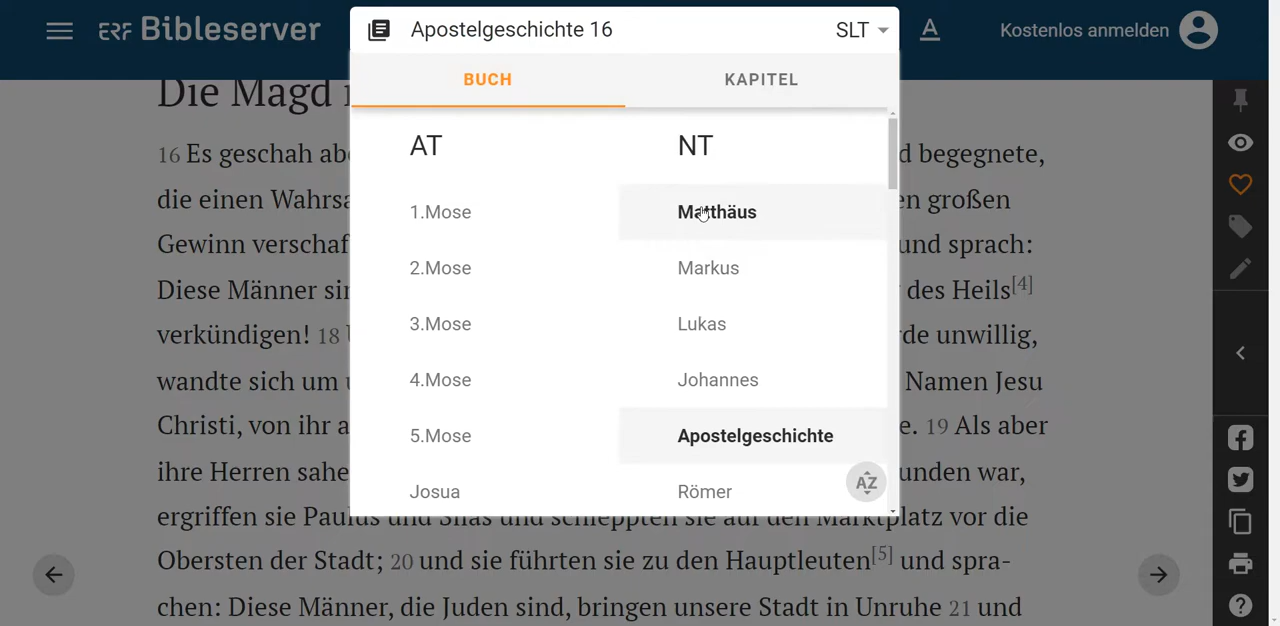 ERF Bibleserver
Apostelgeschichte 16
SLT
A
Kostenlos anmelden
BUCH
KAPITEL
AT
NT
1.Mose
Matthäus
2.Mose
Markus
3.Mose
Lukas
4.Mose
Johannes
5.Mose
Apostelgeschichte
Josua
Römer
AZ
Die Magd
16 Es geschah d begegnete,
die einen en großen
Gewinn und sprach:
Diese Männer des Heils[4]
verkündigen! 18 de unwillig,
wandte sich um Namen Jesu
Christi, von ihr e. 19 Als aber
ihre Herren sahe unden war,
ergriffen sie Paulus und Silas und schleppten sie auf den Marktplatz vor die
Obersten der Stadt; 20 und sie führten sie zu den Hauptleuten[5] und spra-
chen: Diese Männer, die Juden sind, bringen unsere Stadt in Unruhe 21 und